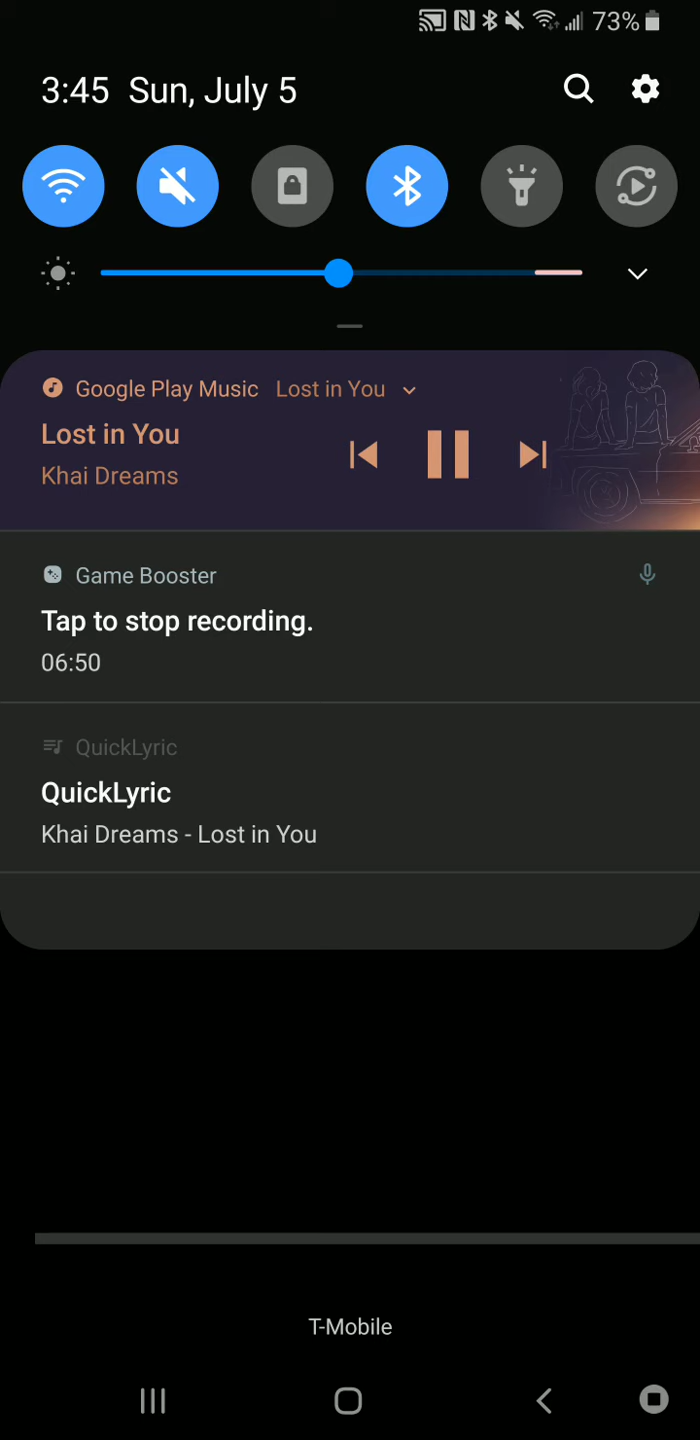 73%
3:45 Sun, July 5
Google Play Music Lost in You
Lost in You
Khai Dreams
Game Booster
Tap to stop recording.
06:50
QuickLyric
QuickLyric
Khai Dreams - Lost in You
T-Mobile